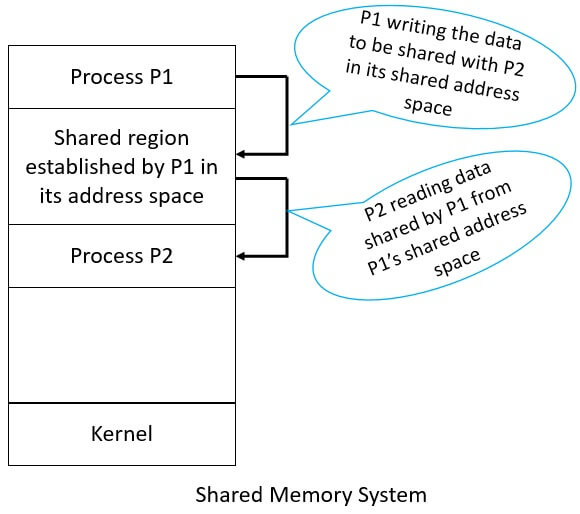 P1 writing the data
to be shared with P2
in its shared address
space
Process P1
Shared region
established by P1 in
its address space
P2 reading data
shared by P1 from
P1's shared address
space
Process P2
Kernel
Shared Memory System